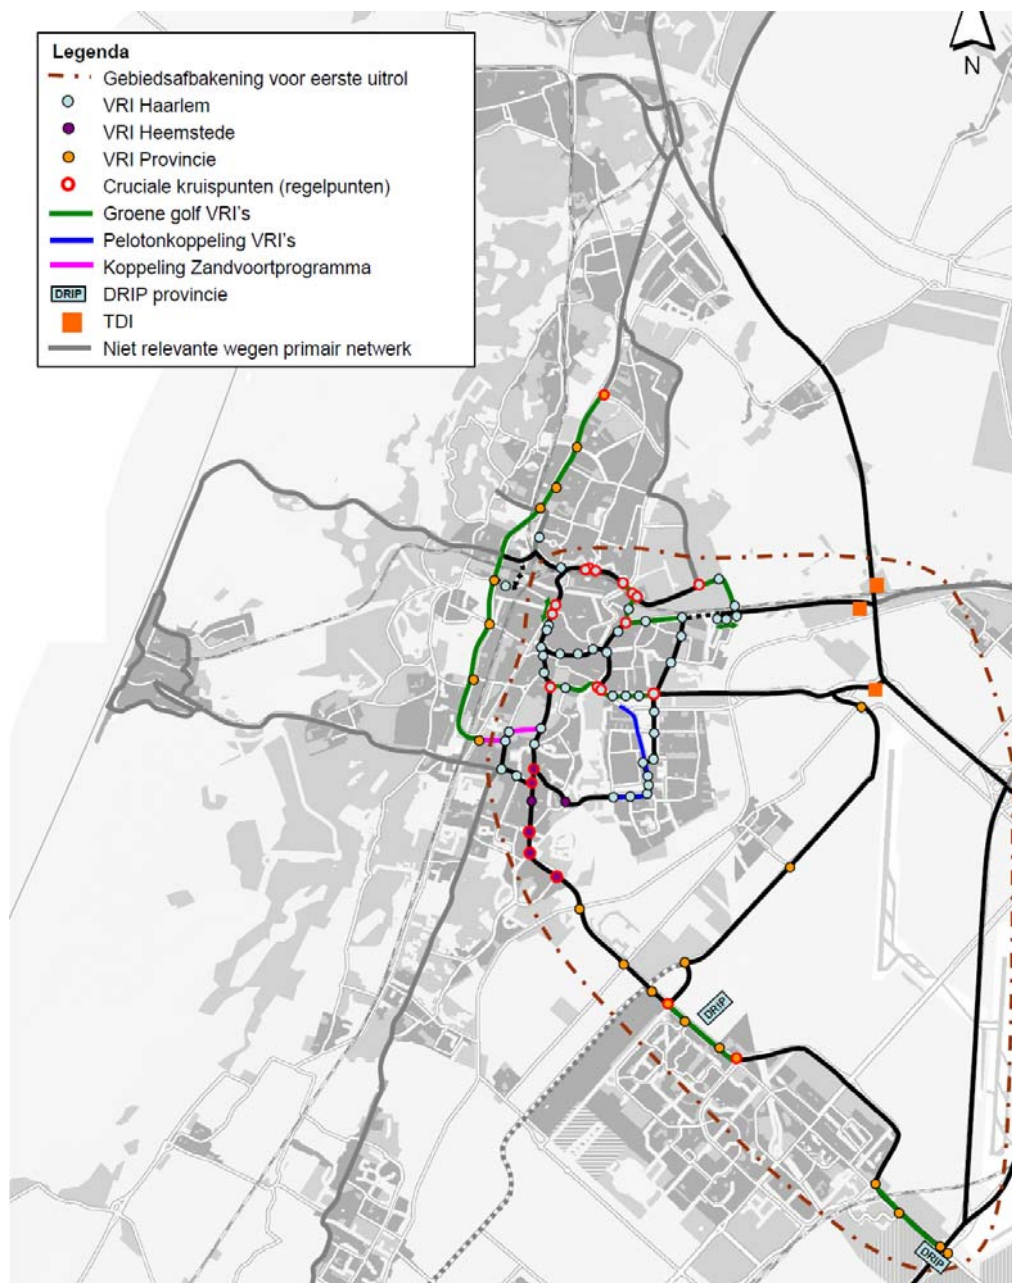 Legenda
Gebiedsafbakening voor eerste uitrol
VRI Haarlem
VRI Heemstede
VRI Provincie
Cruciale kruispunten (regelpunten)
Groene golf VRI's
Pelotonkoppeling VRI's
Koppeling Zandvoortprogramma
DRIP DRIP provincie
TDI
Niet relevante wegen primair netwerk
N
DRIP
DRIP